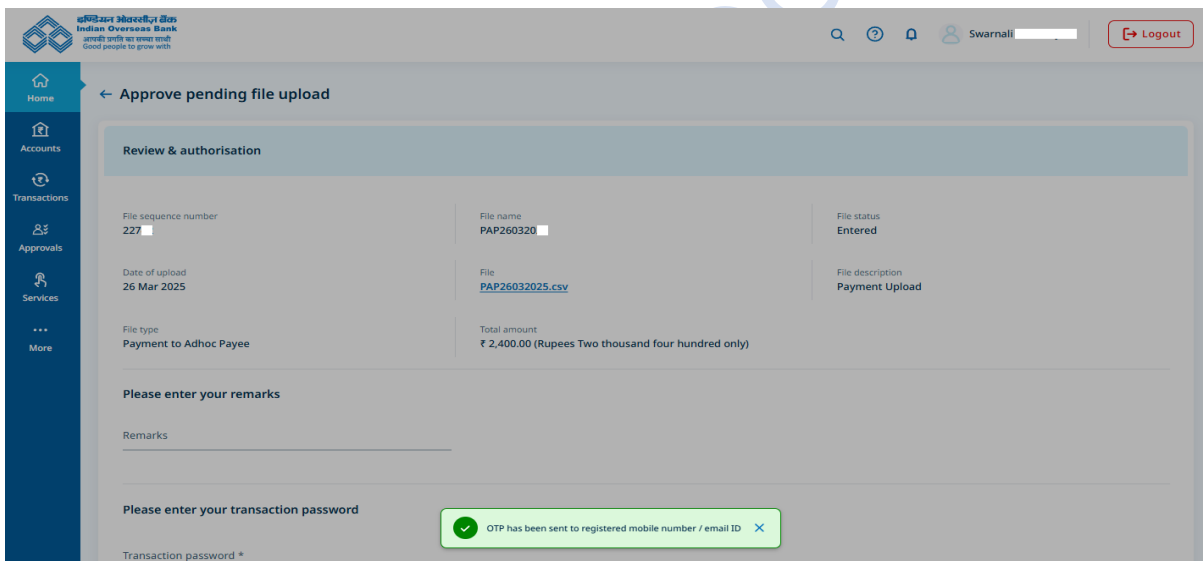 इण्डियन ओवरसीज़ बैंक
Indian Overseas Bank
आपकी प्रगति का सच्चा साथी
Good people to grow with
Swarnali
Logout
Home
Accounts
Transactions
Approvals
Services
More
← Approve pending file upload
Review & authorisation
File sequence number
227
File name
PAP260320
File status
Entered
Date of upload
26 Mar 2025
File
PAP26032025.csv
File description
Payment Upload
File type
Payment to Adhoc Payee
Total amount
₹ 2,400.00 (Rupees Two thousand four hundred only)
Please enter your remarks
Remarks
Please enter your transaction password
OTP has been sent to registered mobile number / email ID
Transaction password *